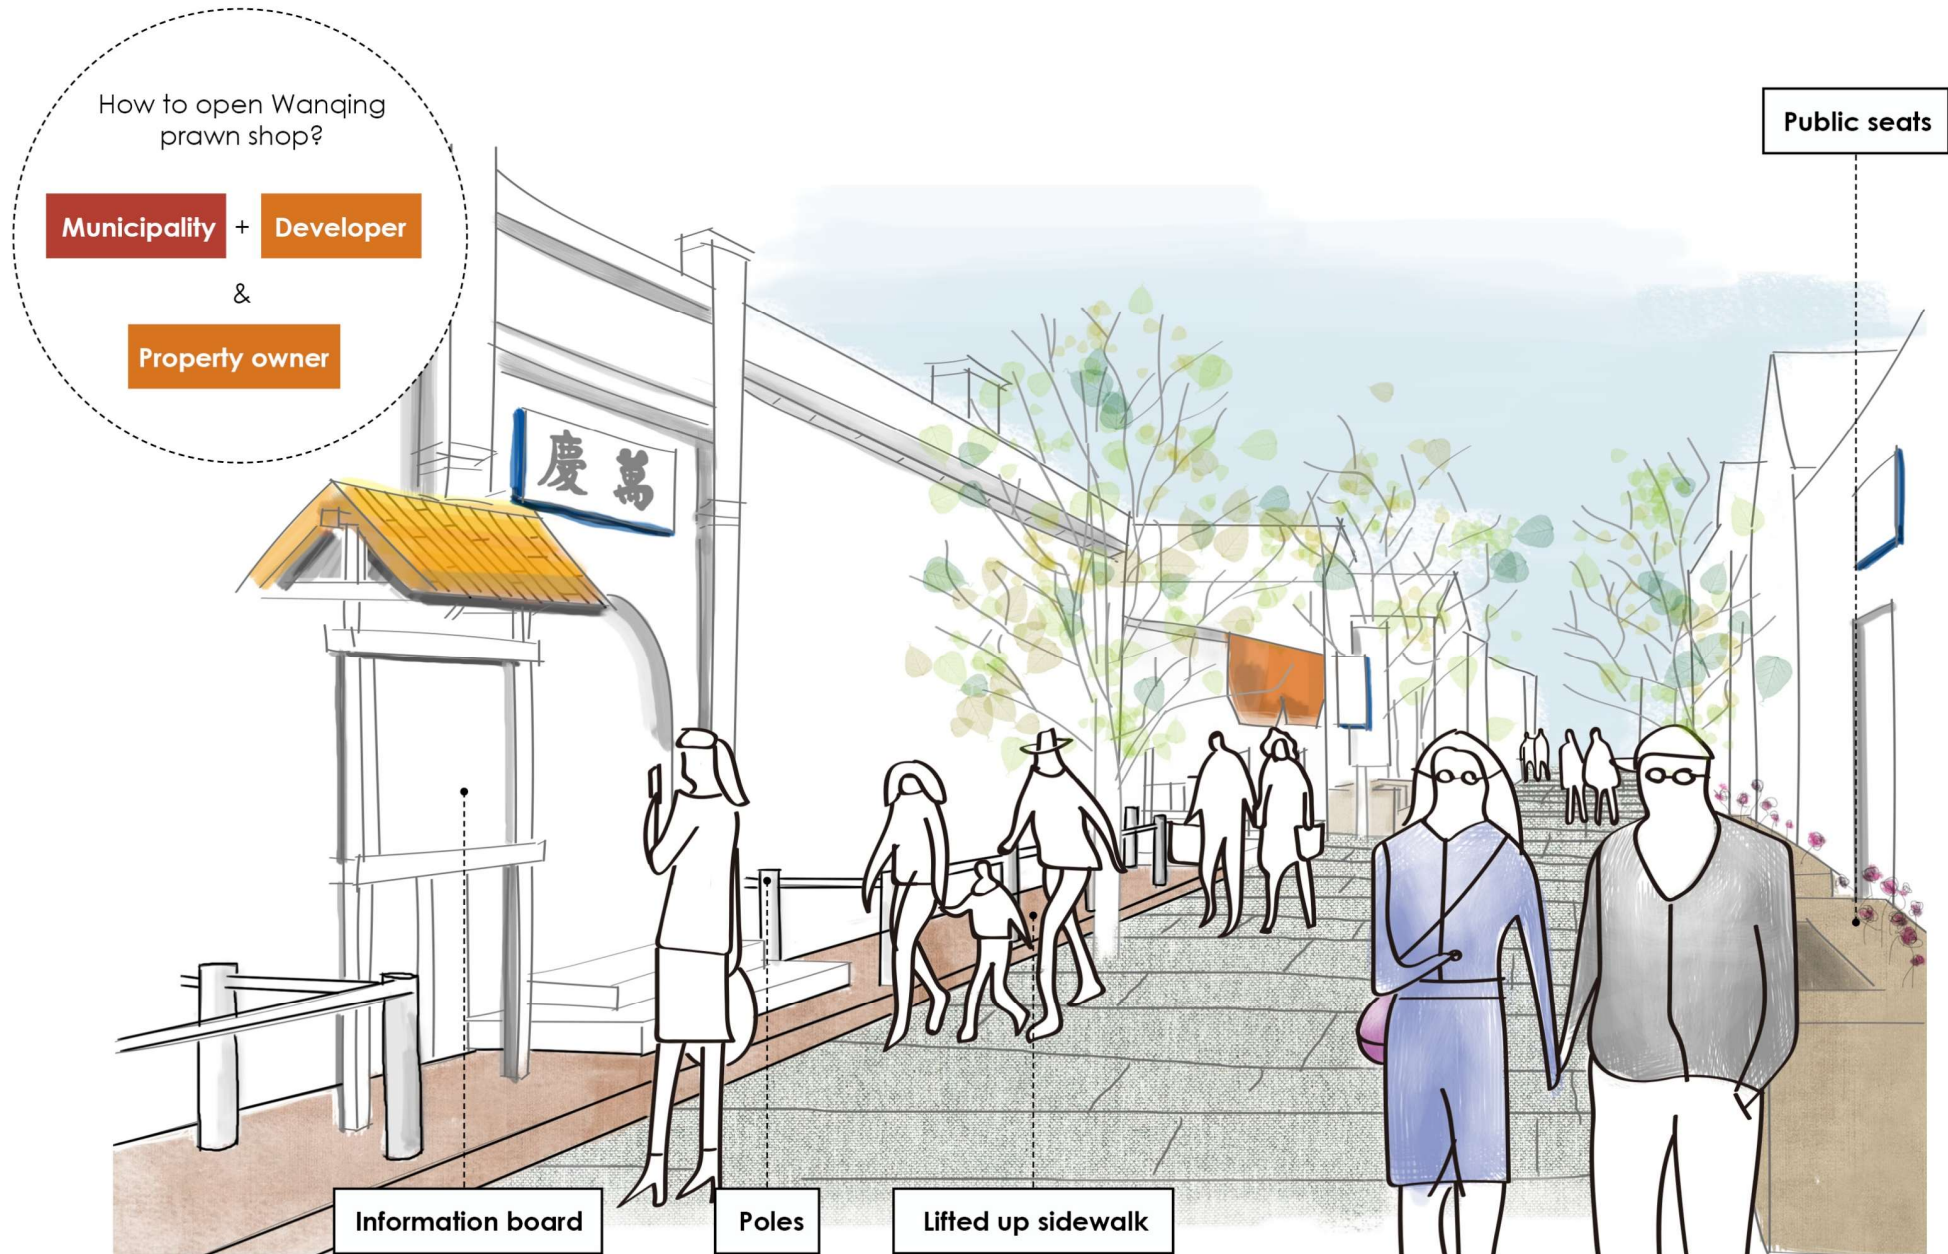 How to open Wanqing
prawn shop?
Municipality + Developer
&
Property owner
Public seats
慶萬
Information board
Poles
Lifted up sidewalk